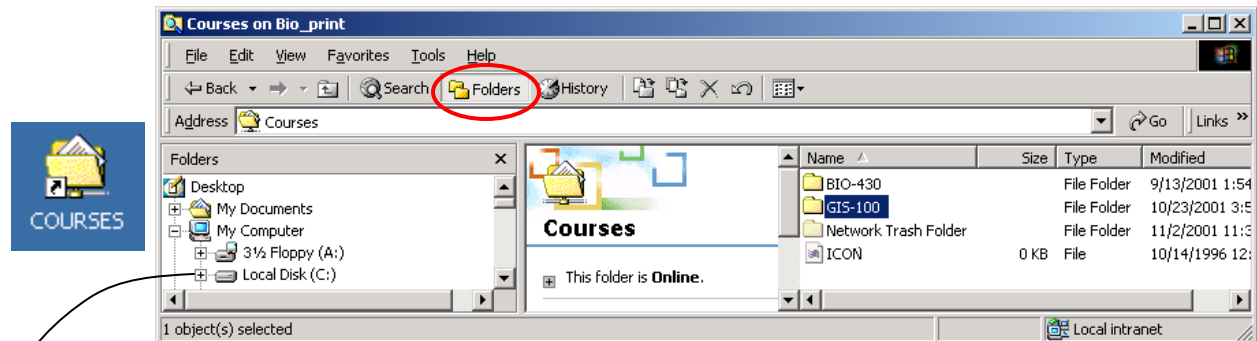 Courses on Bio_print
File Edit View Favorites Tools Help
Back Search Folders History
Address Courses Go Links »
COURSES
Folders
Desktop
My Documents
My Computer
3½ Floppy (A:)
Local Disk (C:)
Courses
This folder is Online.
Name Size Type Modified
BIO-430 File Folder 9/13/2001 1:54
GIS-100 File Folder 10/23/2001 3:5
Network Trash Folder File Folder 11/2/2001 11:3
ICON 0 KB File 10/14/1996 12:
1 object(s) selected
Local intranet